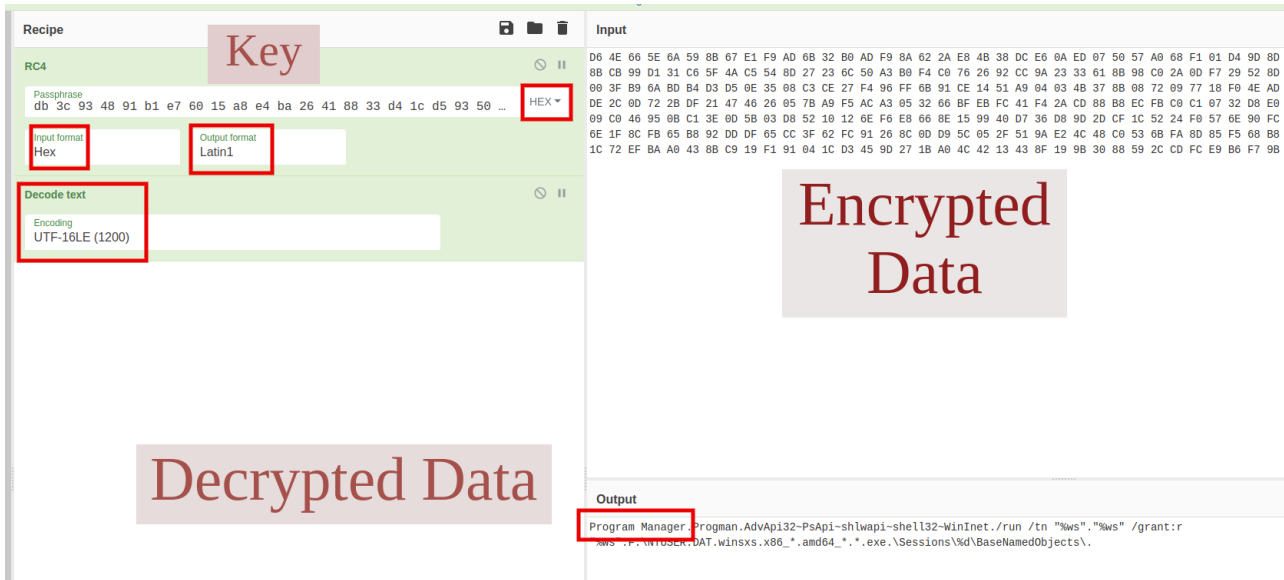 Recipe
Key
RC4
Passphrase
db 3c 93 48 91 b1 e7 60 15 a8 e4 ba 26 41 88 33 d4 1c d5 93 50 …
HEX
Input format
Hex
Output format
Latin1
Decode text
Encoding
UTF-16LE (1200)
Decrypted Data
Input
D6 4E 66 5E 6A 59 8B 67 E1 F9 AD 6B 32 B0 AD F9 8A 62 2A E8 4B 38 DC E6 0A ED 07 50 57 A0 68 F1 01 D4 9D 8D
8B CB 99 D1 31 C6 5F 4A C5 54 8D 27 23 6C 50 A3 B0 F4 C0 76 26 92 CC 9A 23 33 61 8B 98 C0 2A 0D F7 29 52 8D
00 3F B9 6A BD B4 D3 D5 0E 35 08 C3 CE 27 F4 96 FF 6B 91 CE 14 51 A9 04 03 4B 37 8B 08 72 09 77 18 F0 4E AD
DE 2C 0D 72 2B DF 21 47 46 26 05 7B A9 F5 AC A3 05 32 66 BF EB FC 41 F4 2A CD 88 B8 EC FB C0 C1 07 32 D8 E0
09 C0 46 95 0B C1 3E 0D 5B 03 D8 52 10 12 6E F6 E8 66 8E 15 99 40 D7 36 D8 9D 2D CF 1C 52 24 F0 57 6E 90 FC
6E 1F 8C FB 65 B8 92 DD DF 65 CC 3F 62 FC 91 26 8C 0D D9 5C 05 2F 51 9A E2 4C 48 C0 53 6B FA 8D 85 F5 68 B8
1C 72 EF BA A0 43 8B C9 19 F1 91 04 1C D3 45 9D 27 1B A0 4C 42 13 43 8F 19 9B 30 88 59 2C CD FC E9 B6 F7 9B
Encrypted
Data
Output
Program Manager.Progman.AdvApi32~PsApi~shlwapi~shell32~WinInet./run /tn "%ws"."%ws" /grant:r
"%ws":F.\NTUSER.DAT.winsxs.x86_*.amd64_*.*.exe.\Sessions\%d\BaseNamedObjects\.